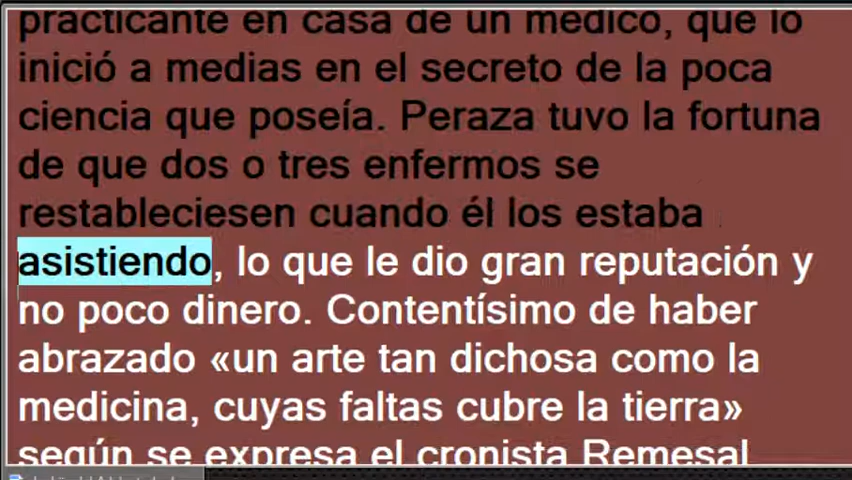 practicante en casa de un medico, que lo
inició a medias en el secreto de la poca
ciencia que poseía. Peraza tuvo la fortuna
de que dos o tres enfermos se
restableciesen cuando él los estaba
asistiendo, lo que le dio gran reputación y
no poco dinero. Contentísimo de haber
abrazado «un arte tan dichosa como la
medicina, cuyas faltas cubre la tierra»
según se expresa el cronista Remesal